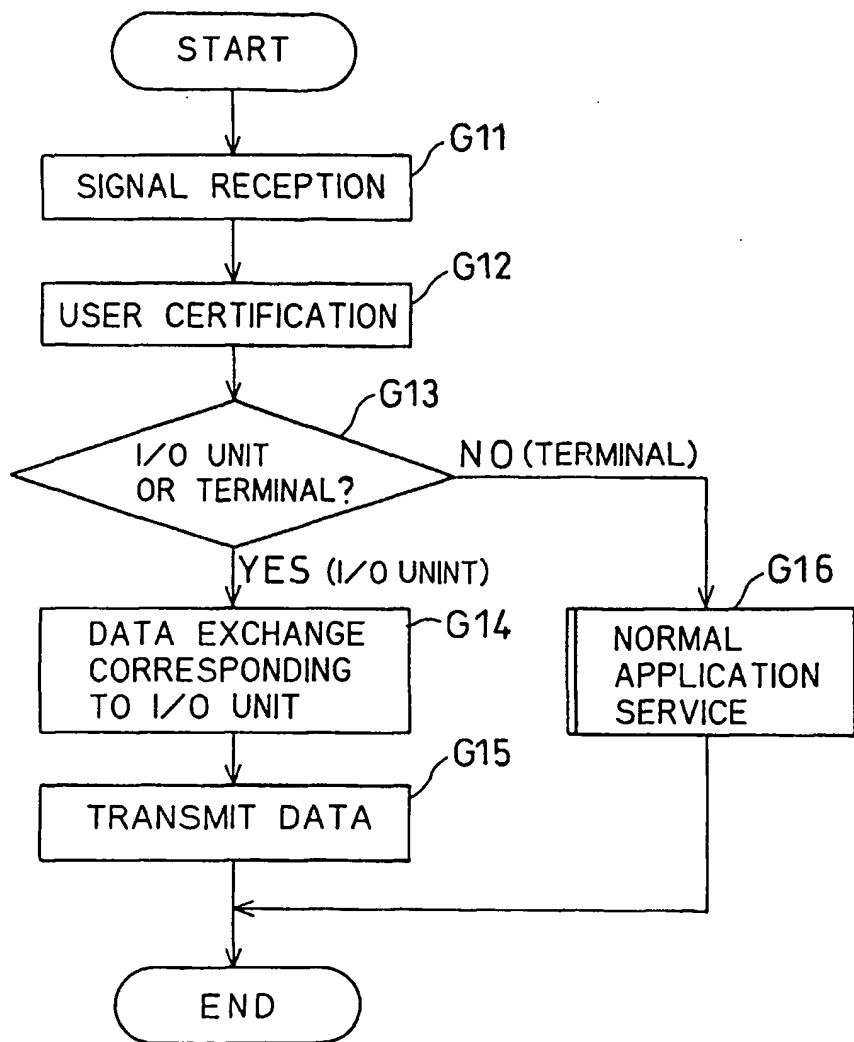 START
G11
SIGNAL RECEPTION
G12
USER CERTIFICATION
G13
I/O UNIT
OR TERMINAL?
NO (TERMINAL)
YES (I/O UNINT)
G14
DATA EXCHANGE
CORRESPONDING
TO I/O UNIT
G16
NORMAL
APPLICATION
SERVICE
G15
TRANSMIT DATA
END